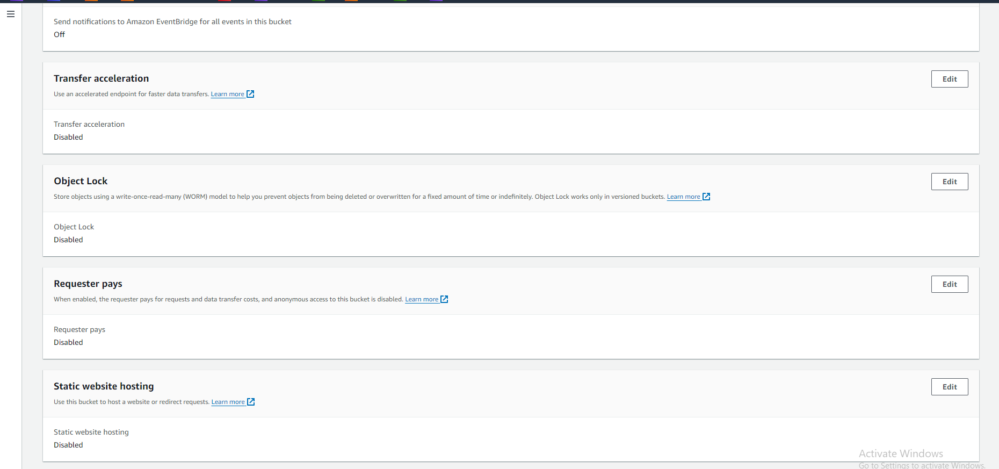 Send notifications to Amazon EventBridge for all events in this bucket
Off
Transfer acceleration
Edit
Use an accelerated endpoint for faster data transfers. Learn more
Transfer acceleration
Disabled
Object Lock
Edit
Store objects using a write-once-read-many (WORM) model to help you prevent objects from being deleted or overwritten for a fixed amount of time or indefinitely. Object Lock works only in versioned buckets. Learn more
Object Lock
Disabled
Requester pays
Edit
When enabled, the requester pays for requests and data transfer costs, and anonymous access to this bucket is disabled. Learn more
Requester pays
Disabled
Static website hosting
Edit
Use this bucket to host a website or redirect requests. Learn more
Static website hosting
Disabled
Activate Windows
Go to Settings to activate Windows.